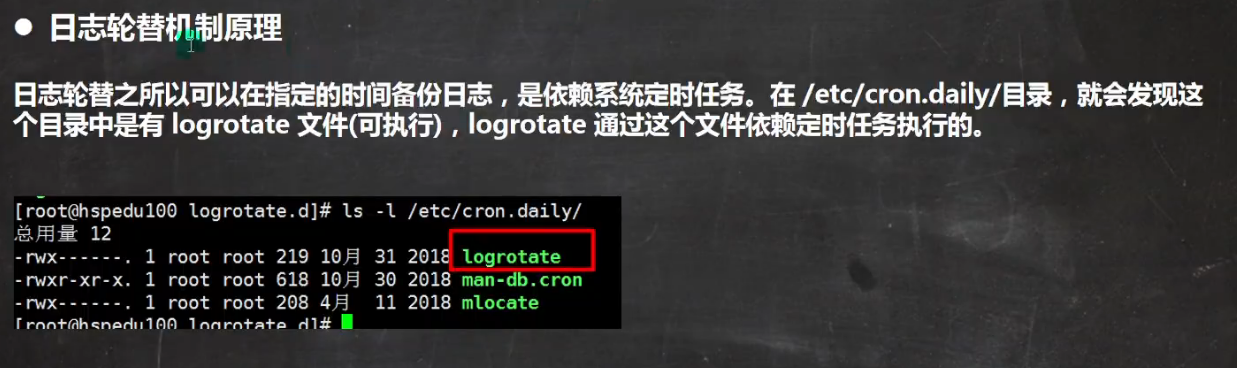 ● 日志轮替机制原理
日志轮替之所以可以在指定的时间备份日志，是依赖系统定时任务。在 /etc/cron.daily/目录，就会发现这
个目录中是有 logrotate 文件(可执行)，logrotate 通过这个文件依赖定时任务执行的。
[root@hspedu100 logrotate.d]# ls -l /etc/cron.daily/
总用量 12
-rwx------. 1 root root 219 10月 31 2018 logrotate
-rwxr-xr-x. 1 root root 618 10月 30 2018 man-db.cron
-rwx------. 1 root root 208 4月  11 2018 mlocate
[root@hspedu100 logrotate.d]#